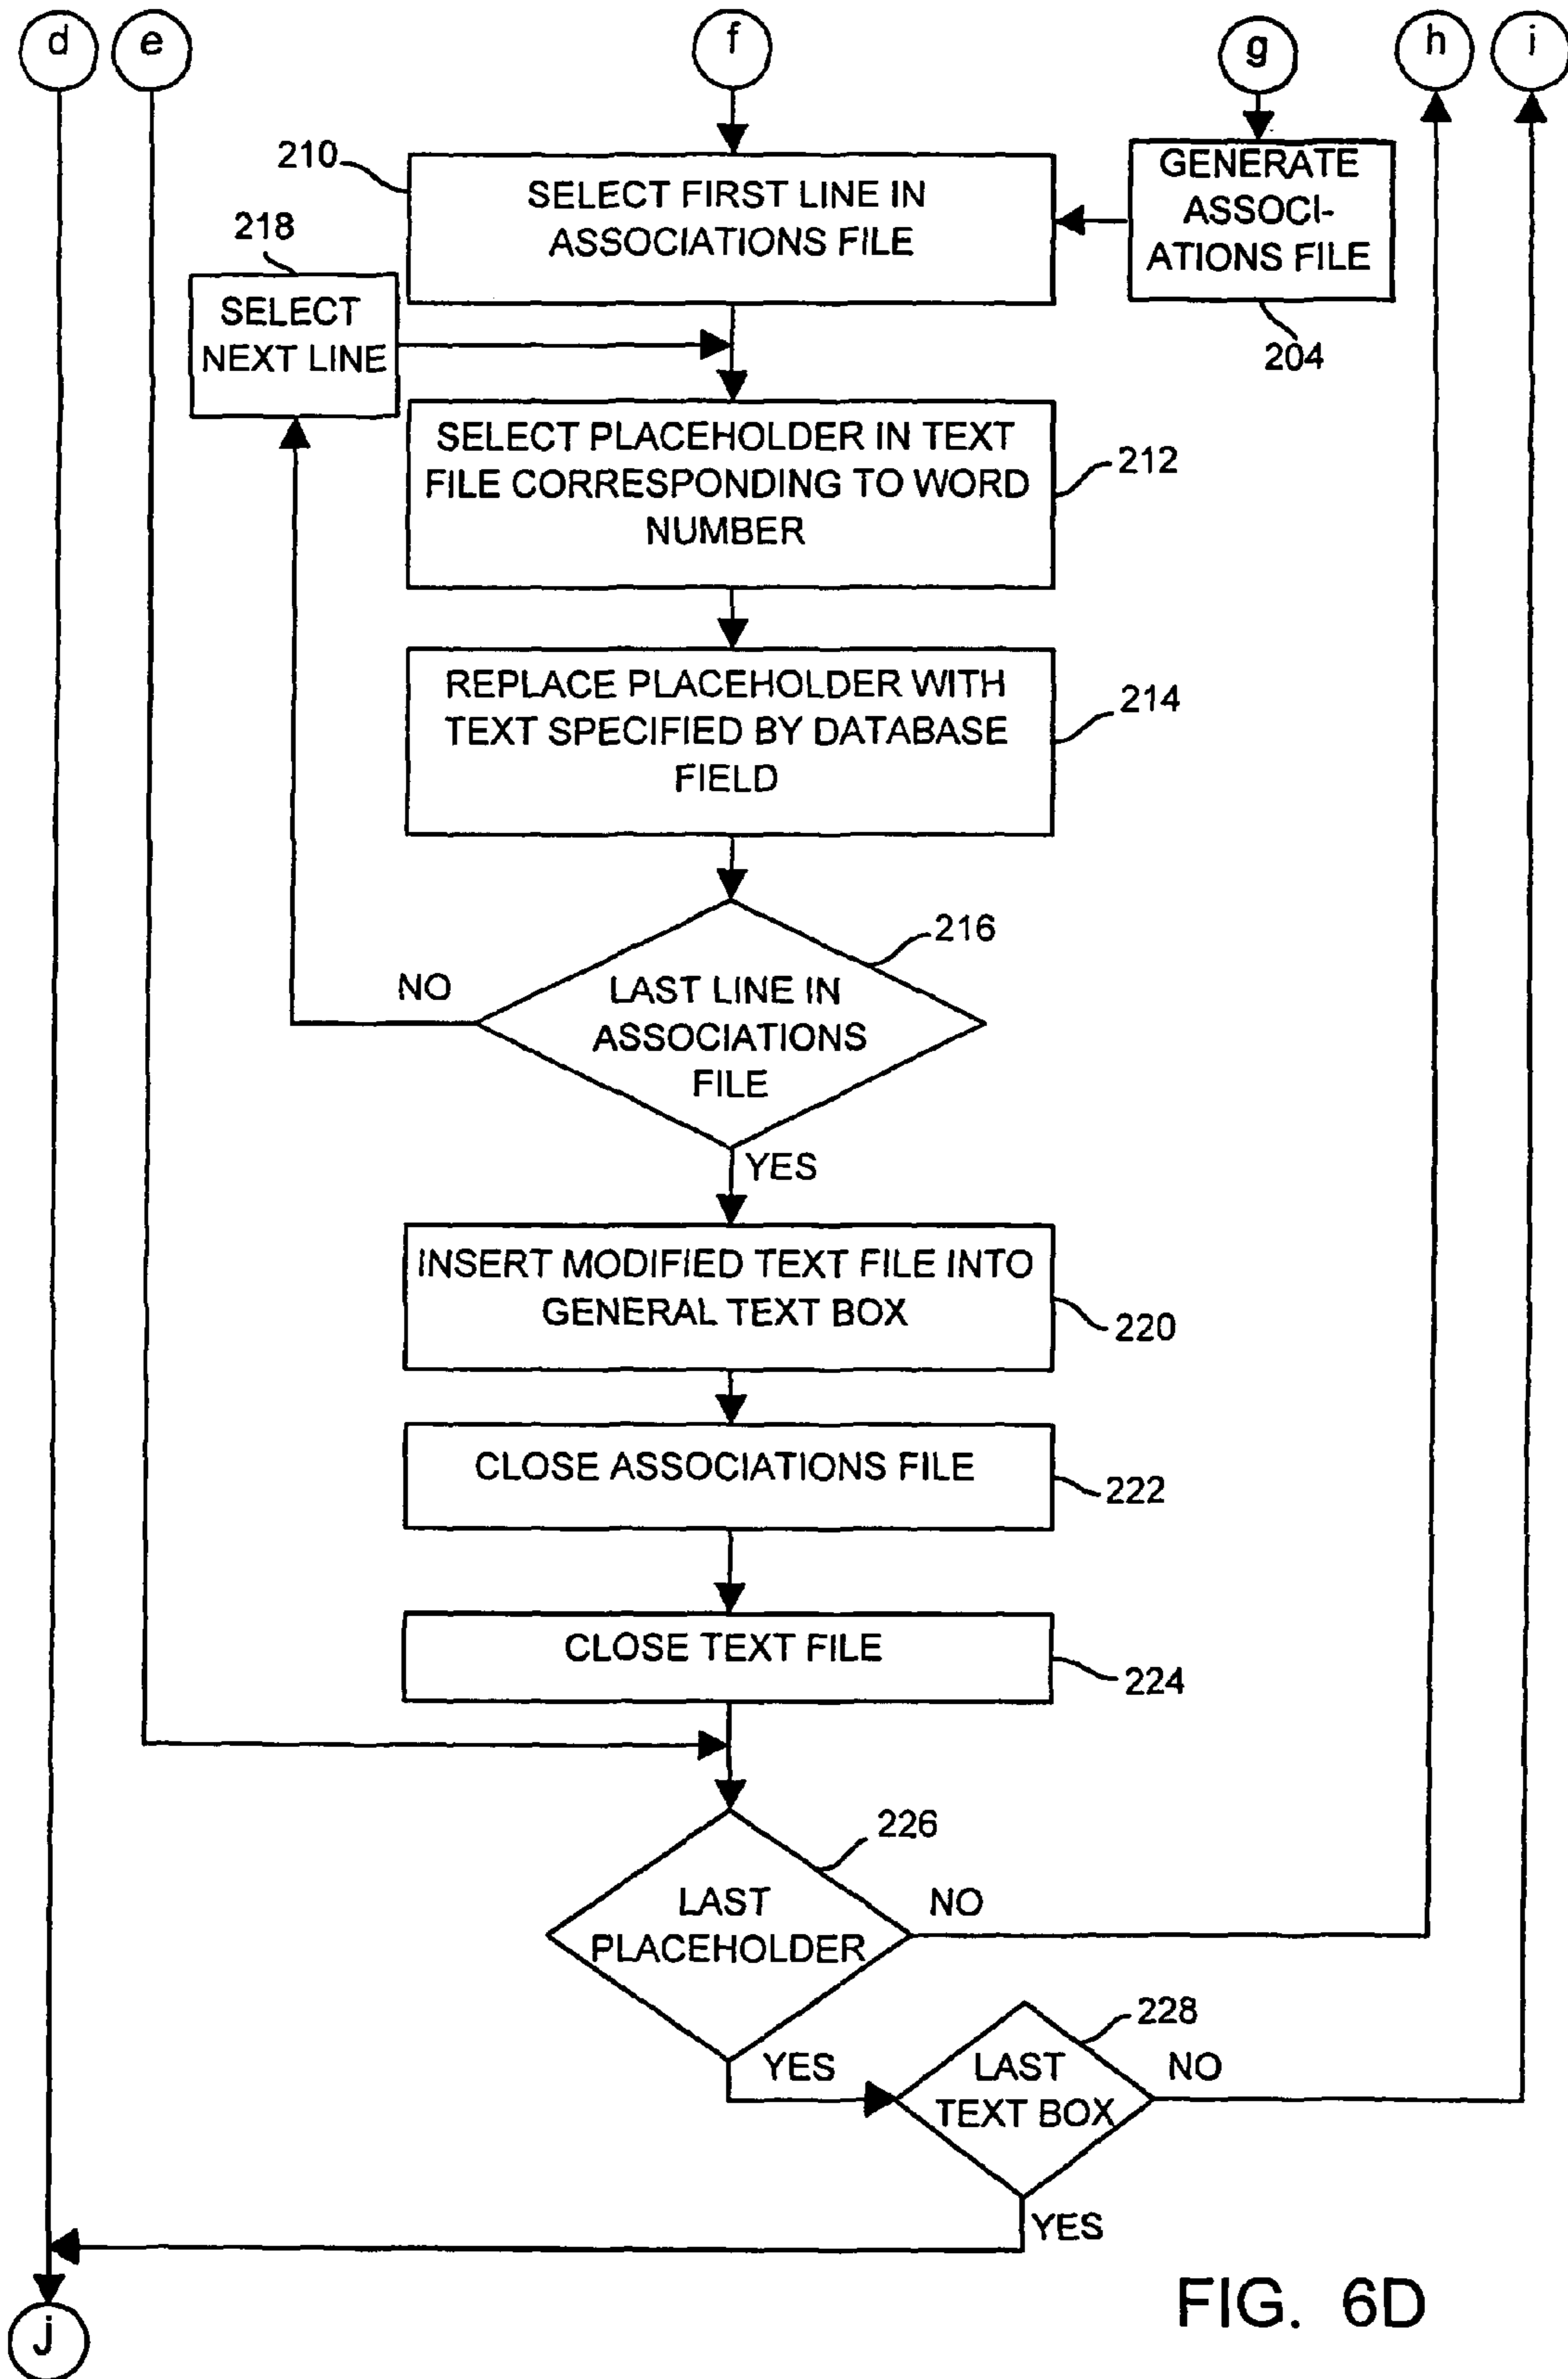 d
e
f
g
h
i
210
SELECT FIRST LINE IN
ASSOCIATIONS FILE
GENERATE
ASSOCI-
ATIONS FILE
204
218
SELECT
NEXT LINE
SELECT PLACEHOLDER IN TEXT
FILE CORRESPONDING TO WORD
NUMBER
212
REPLACE PLACEHOLDER WITH
TEXT SPECIFIED BY DATABASE
FIELD
214
216
NO
LAST LINE IN
ASSOCIATIONS
FILE
YES
INSERT MODIFIED TEXT FILE INTO
GENERAL TEXT BOX
220
CLOSE ASSOCIATIONS FILE
222
CLOSE TEXT FILE
224
226
LAST
PLACEHOLDER
NO
YES
228
LAST
TEXT BOX
NO
YES
j
FIG. 6D